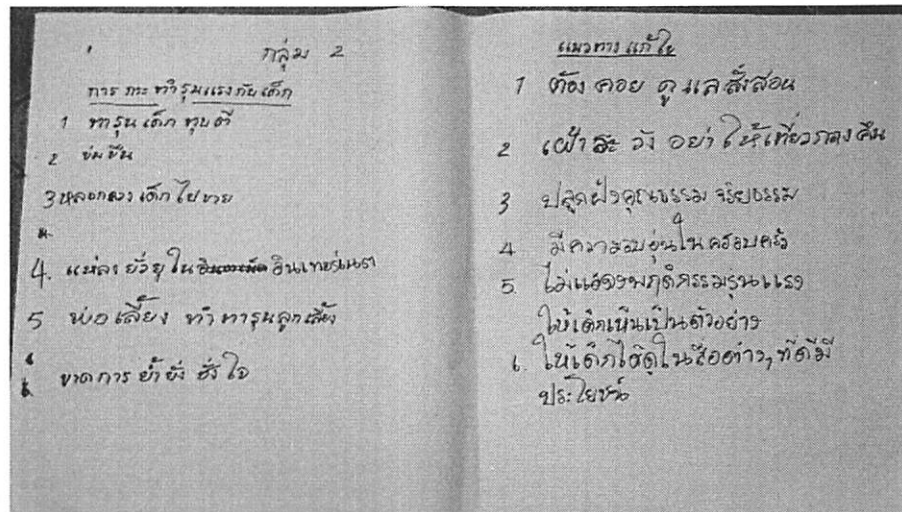 กลุ่ม 2
การกระทำรุนแรงกับเด็ก
1 ทารุนเด็ก ทุบตี
2 ข่มขืน
3 หลอกลวงเด็กไปขาย
4. แหล่งยั่วยุในอินเทอร์เนต
5 พ่อเลี้ยง ทำทารุนลูกเลี้ยง
6 ขาดการ ยั้ง ใจ
แนวทางแก้ไข
1 ต้องคอย ดูแลสั่งสอน
2 เฝ้าระวัง อย่าให้เที่ยวกลางคืน
3 ปลูกฝังคุณธรรม จริยธรรม
4 มีความอบอุ่นในครอบครัว
5. ไม่แสดงพฤติกรรมรุนแรง
ให้เด็กเห็นเป็นตัวอย่าง
6. ให้เด็กได้ดูในสื่อต่างๆ ที่ดีมี
ประโยชน์